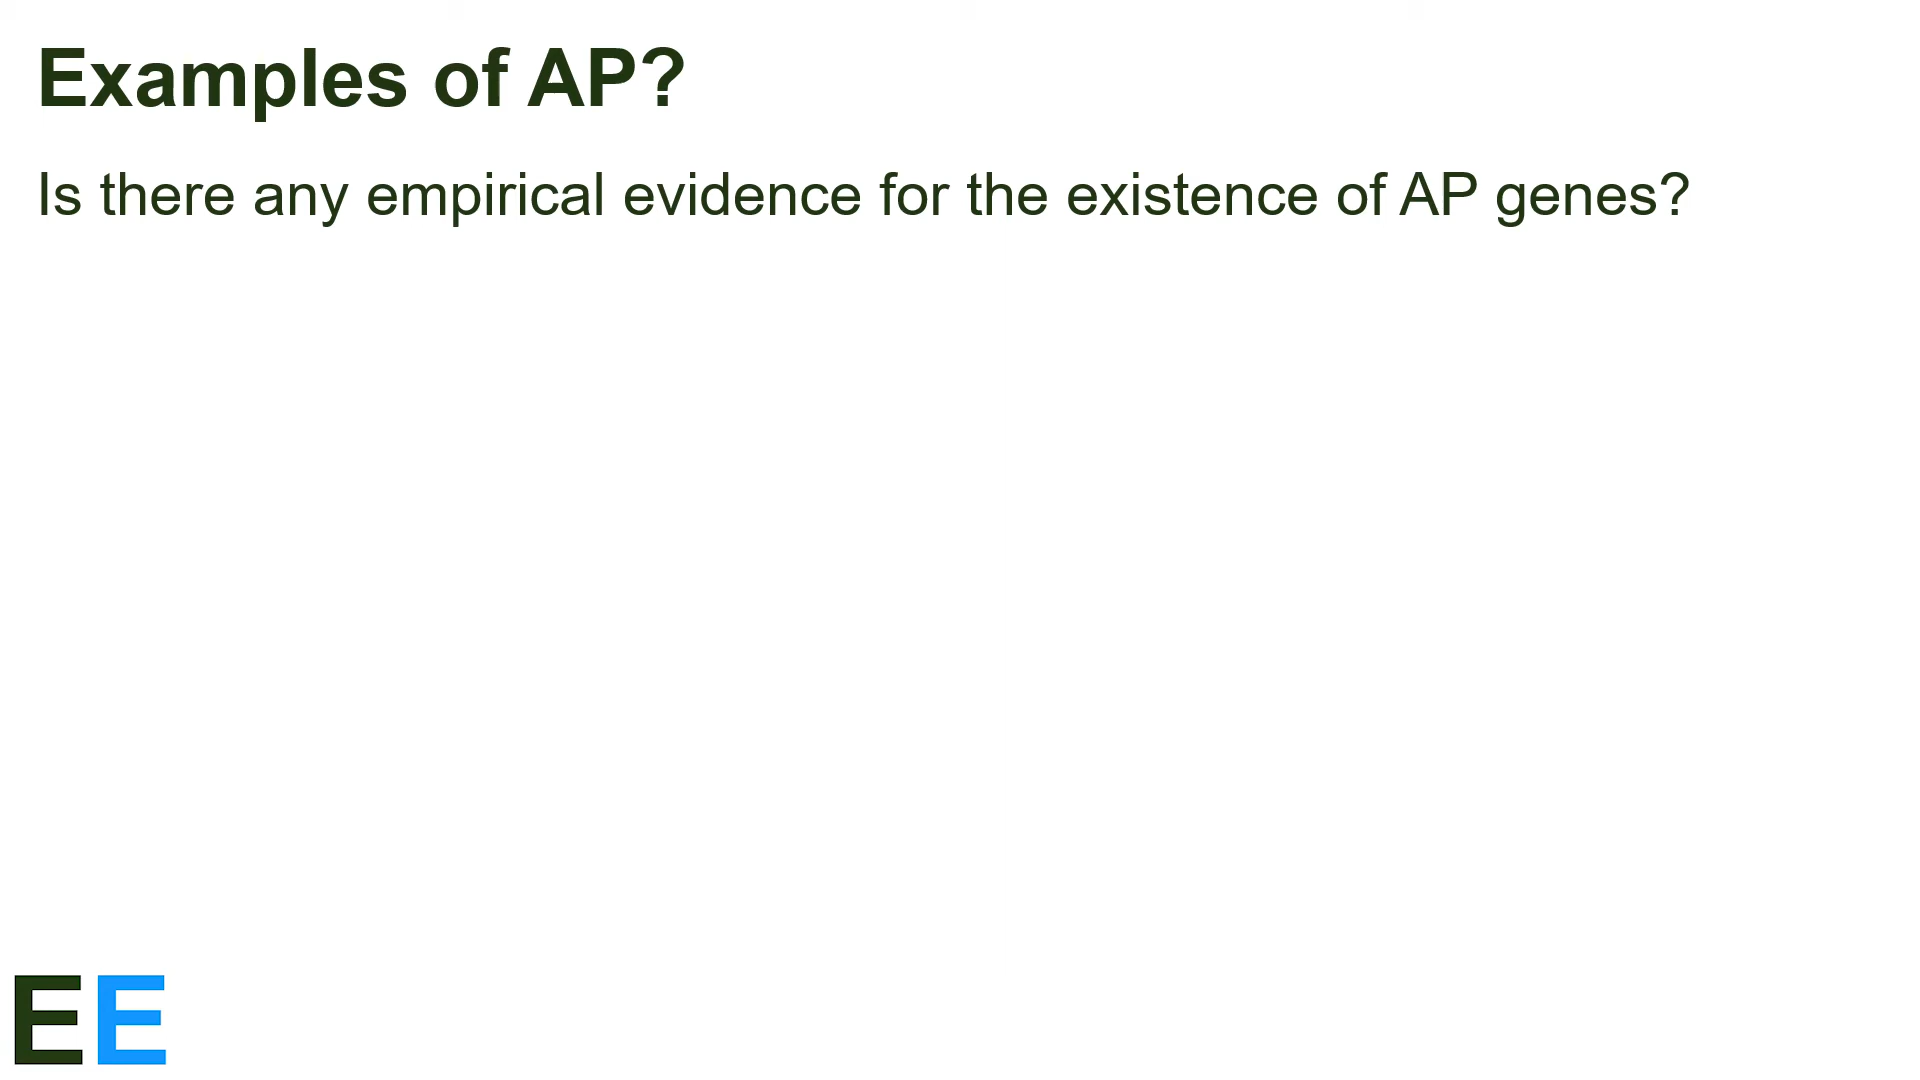 Examples of AP?
Is there any empirical evidence for the existence of AP genes?
EE